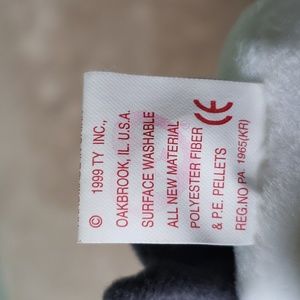 © 1999 TY INC.,
OAKBROOK, IL. U.S.A.
SURFACE WASHABLE
ALL NEW MATERIAL
POLYESTER FIBER
& P.E. PELLETS
REG.NO PA. 1965(KR)
CE